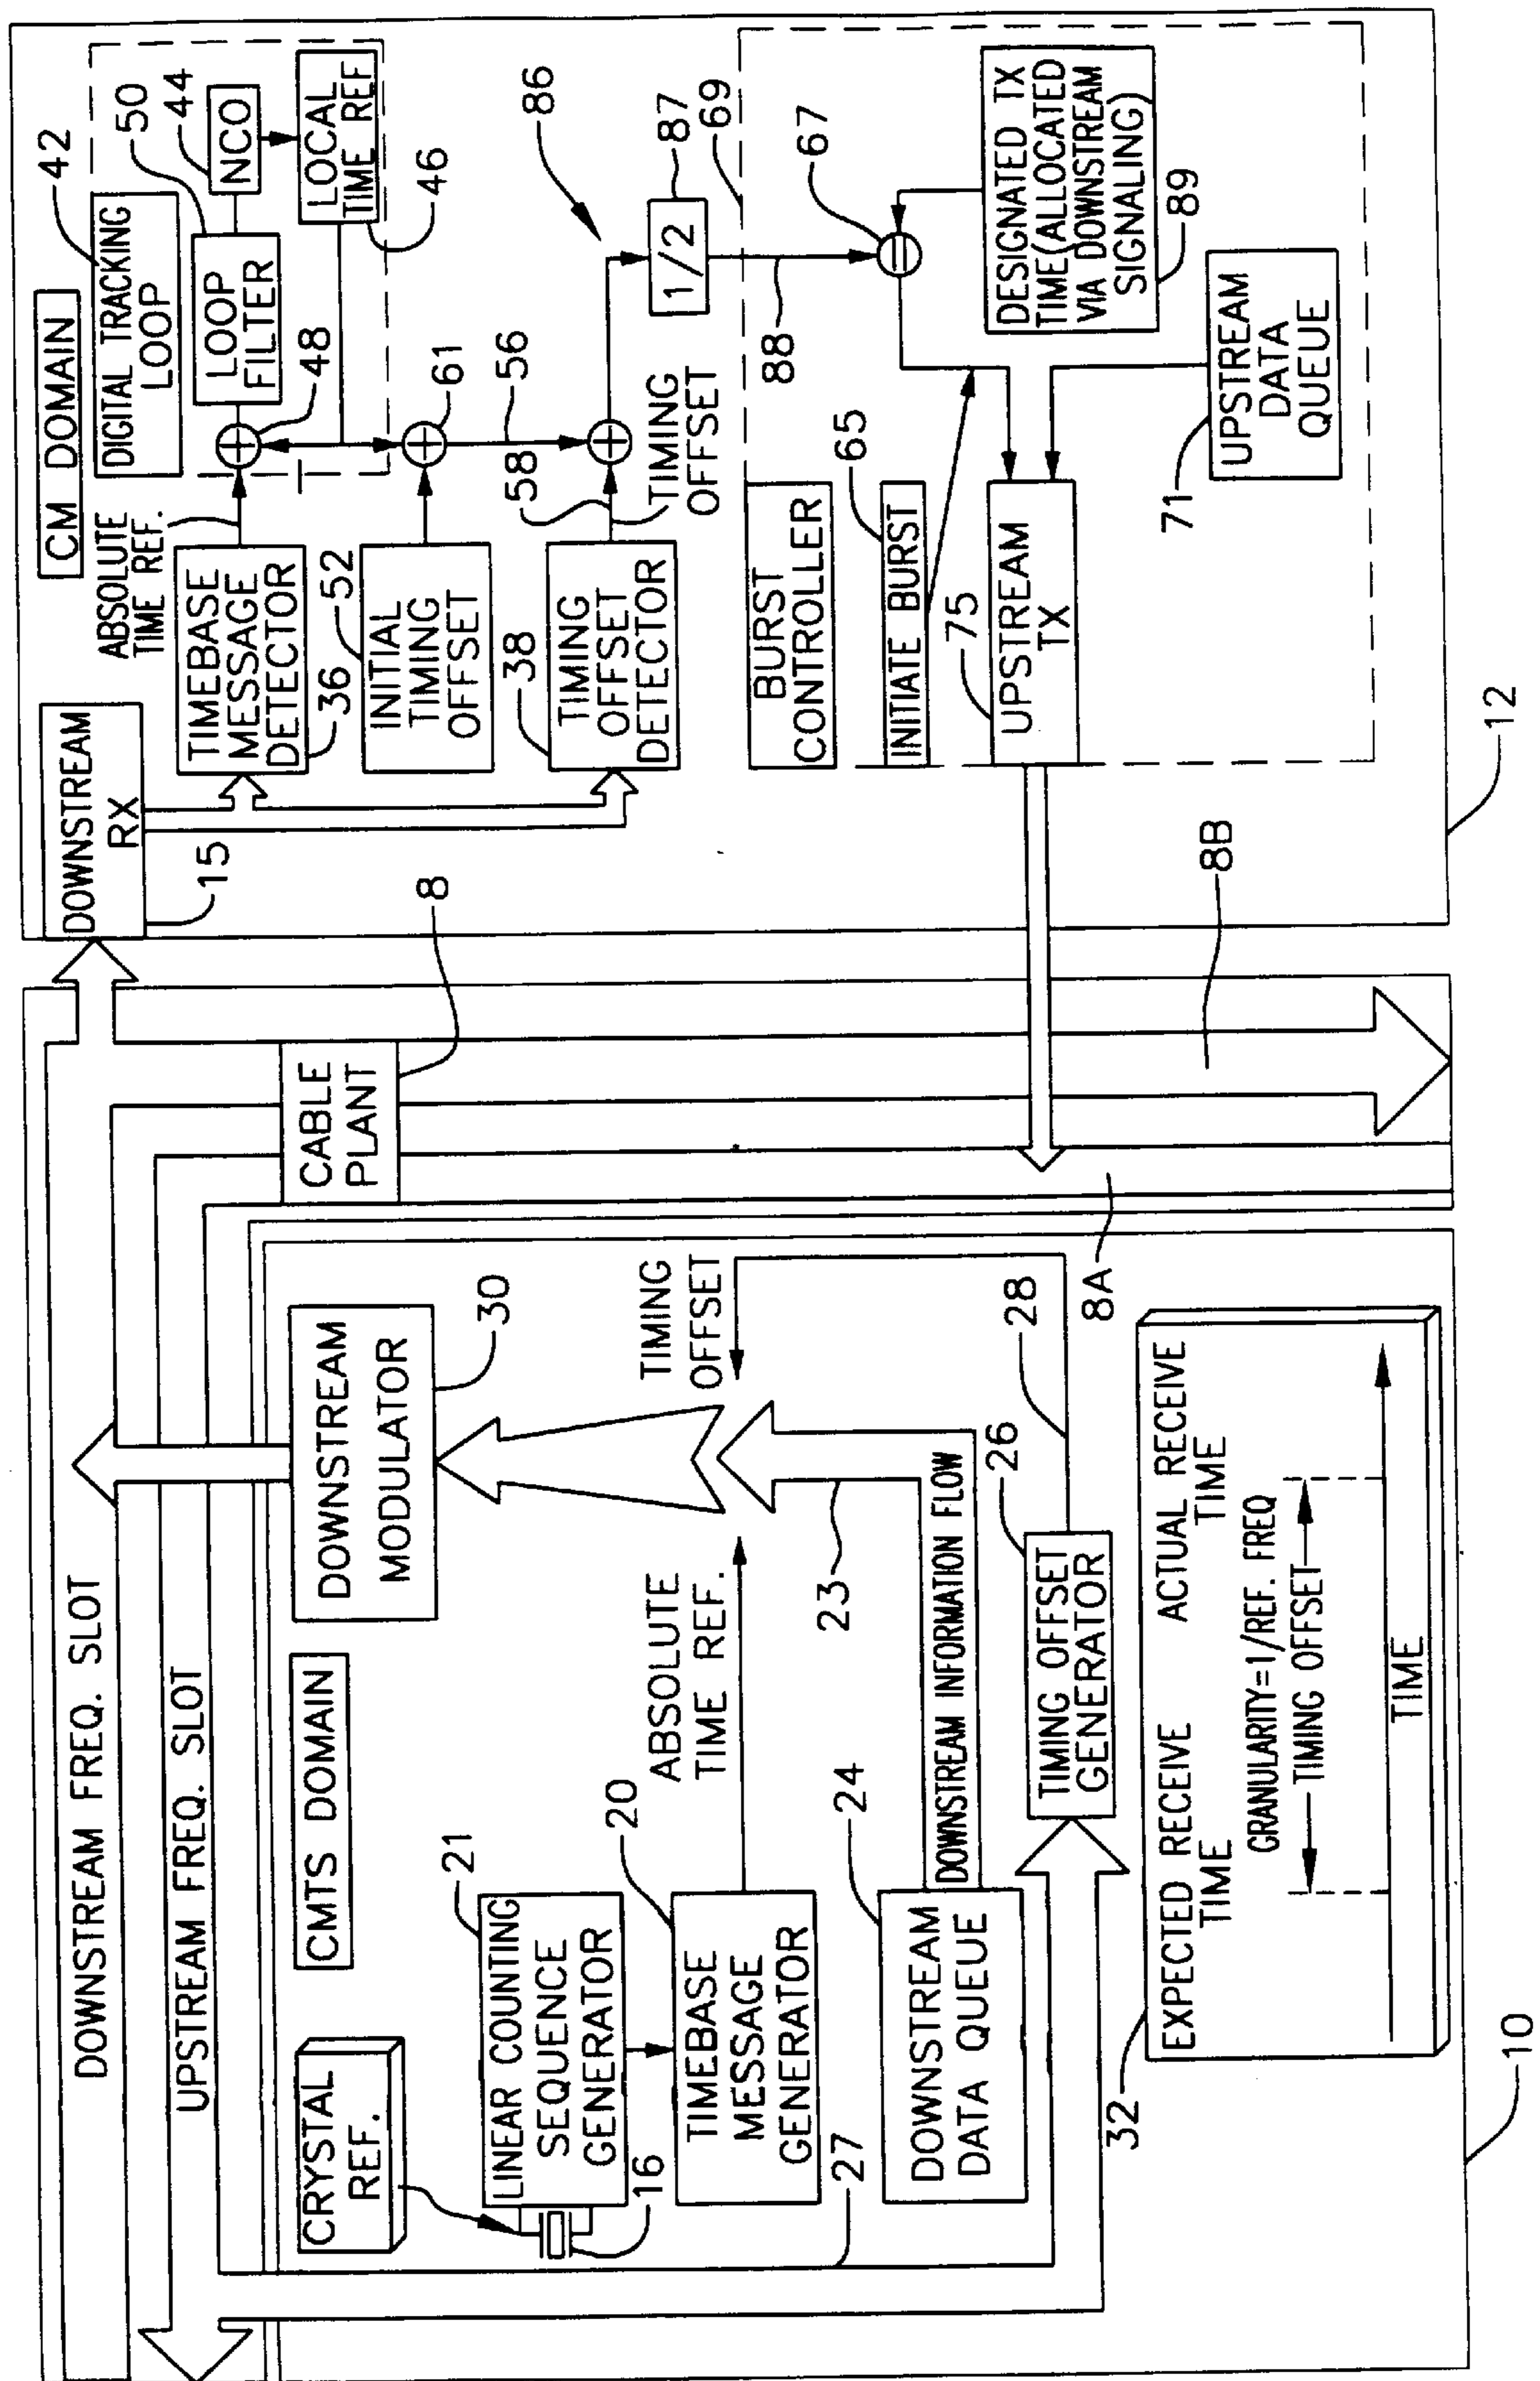 DOWNSTREAM FREQ. SLOT
UPSTREAM FREQ. SLOT
CRYSTAL
REF.
CMTS DOMAIN
16
LINEAR COUNTING
SEQUENCE
GENERATOR
21
TIMEBASE
MESSAGE
GENERATOR
20
ABSOLUTE
TIME REF.
DOWNSTREAM
DATA QUEUE
24
27
DOWNSTREAM INFORMATION FLOW
23
DOWNSTREAM
MODULATOR
30
TIMING
OFFSET
TIMING OFFSET
GENERATOR
26
28
32
EXPECTED RECEIVE
TIME
ACTUAL RECEIVE
TIME
GRANULARITY=1/REF. FREQ
TIMING OFFSET
TIME
10
CABLE
PLANT
8
8A
8B
DOWNSTREAM
RX
15
CM DOMAIN
DIGITAL TRACKING
LOOP
42
ABSOLUTE
TIME REF.
TIMEBASE
MESSAGE
DETECTOR
36
LOOP
FILTER
50
NCO
44
48
LOCAL
TIME REF
46
INITIAL
TIMING
OFFSET
52
61
56
TIMING
OFFSET
DETECTOR
38
58
TIMING
OFFSET
86
1/2
87
88
69
BURST
CONTROLLER
INITIATE BURST
65
67
DESIGNATED TX
TIME(ALLOCATED
VIA DOWNSTREAM
SIGNALING)
89
UPSTREAM
TX
75
UPSTREAM
DATA
QUEUE
71
12